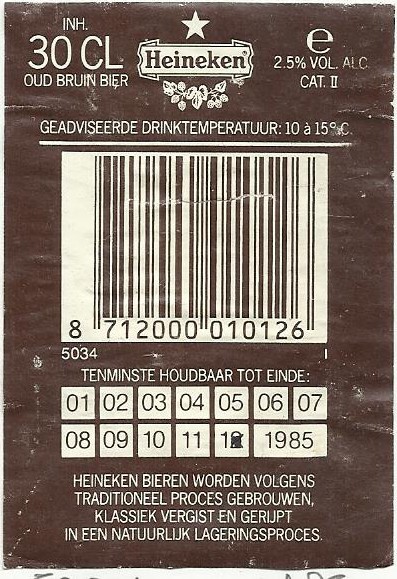 INH.
30 CL
OUD BRUIN BIER
Heineken
e
2.5% VOL. ALC.
CAT. II
GEADVISEERDE DRINKTEMPERATUUR: 10 à 15° C.
8 712000 010126
5034 I
TENMINSTE HOUDBAAR TOT EINDE:
01 02 03 04 05 06 07
08 09 10 11 1985
HEINEKEN BIEREN WORDEN VOLGENS
TRADITIONEEL PROCES GEBROUWEN,
KLASSIEK VERGIST EN GERIJPT
IN EEN NATUURLIJK LAGERINGSPROCES.